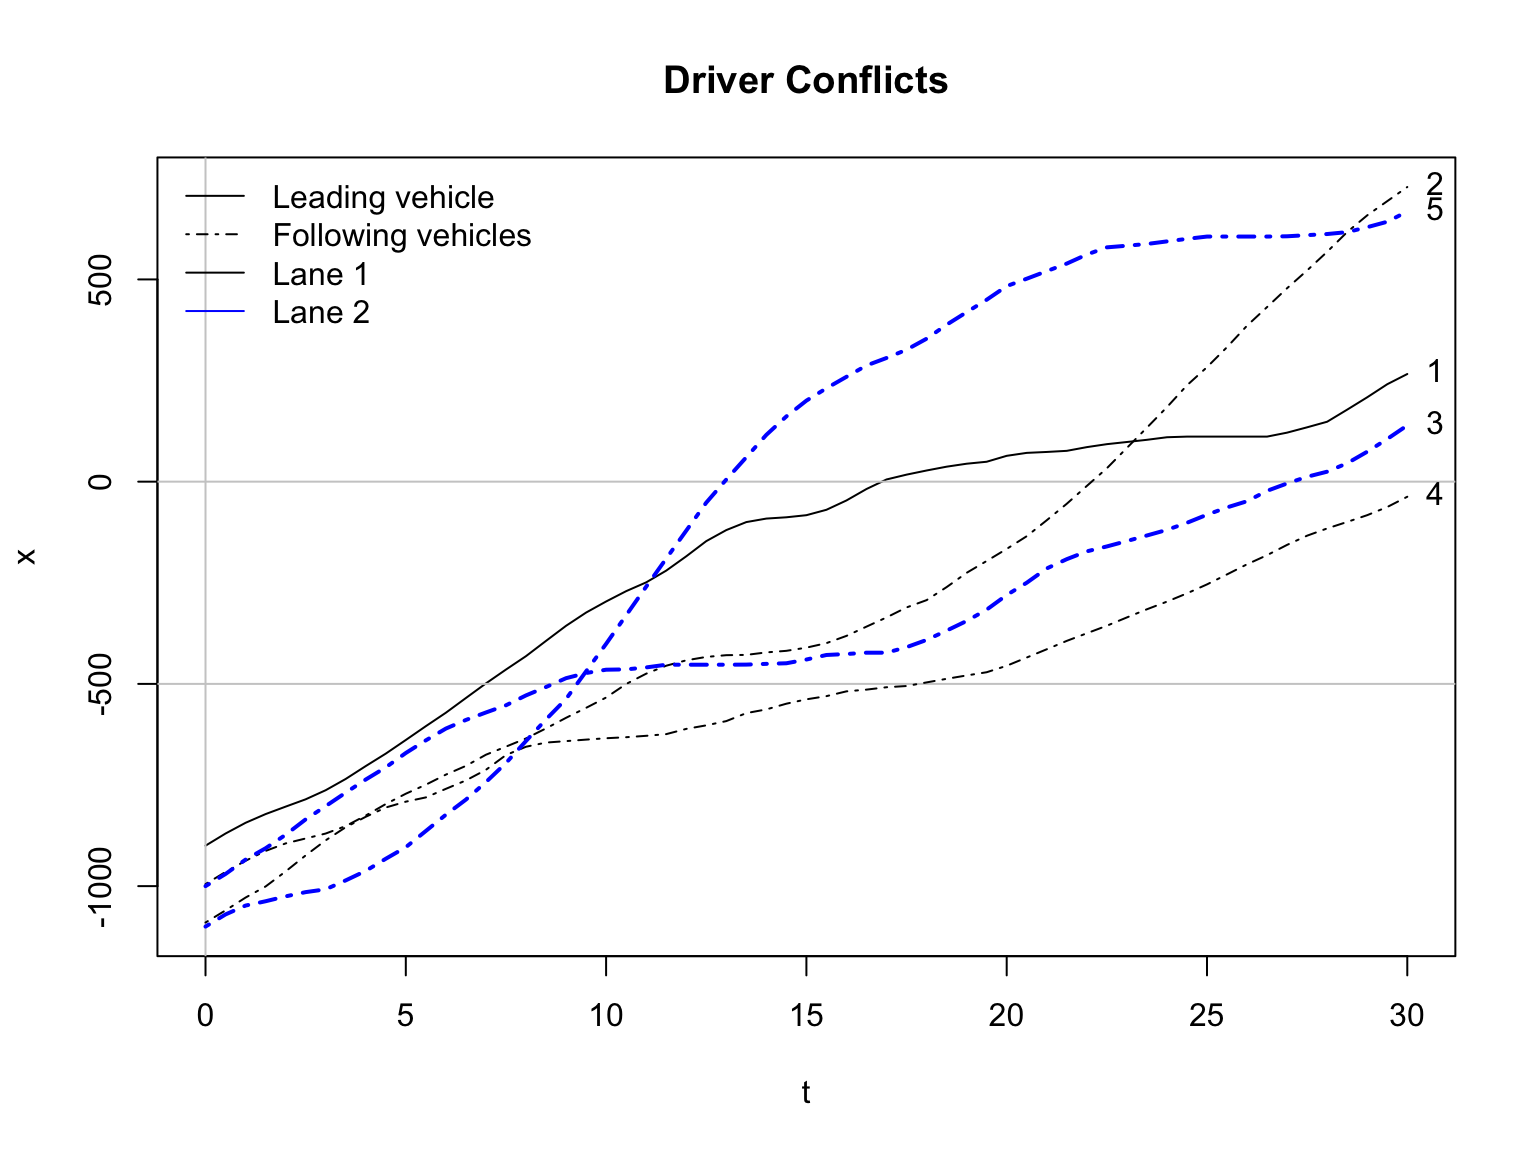 Driver Conflicts
Leading vehicle
Following vehicles
Lane 1
Lane 2
2
5
1
3
4
500
0
-500
-1000
x
0 5 10 15 20 25 30
t